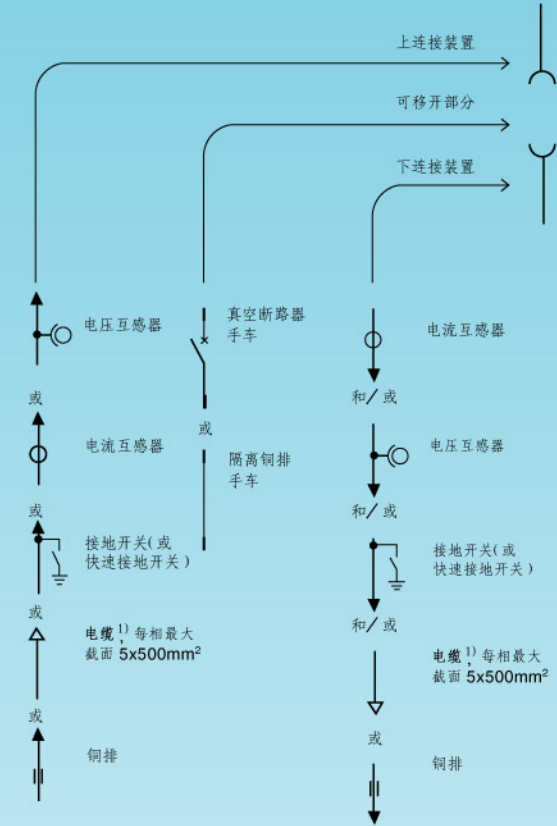 上连接装置
可移开部分
下连接装置
电压互感器
或
电流互感器
或
接地开关(或
快速接地开关)
或
电缆1),每相最大
截面 5x500mm²
或
铜排
真空断路器
手车
或
隔离铜排
手车
电流互感器
和/或
电压互感器
和/或
接地开关(或
快速接地开关)
和/或
电缆1),每相最大
截面 5x500mm²
或
铜排